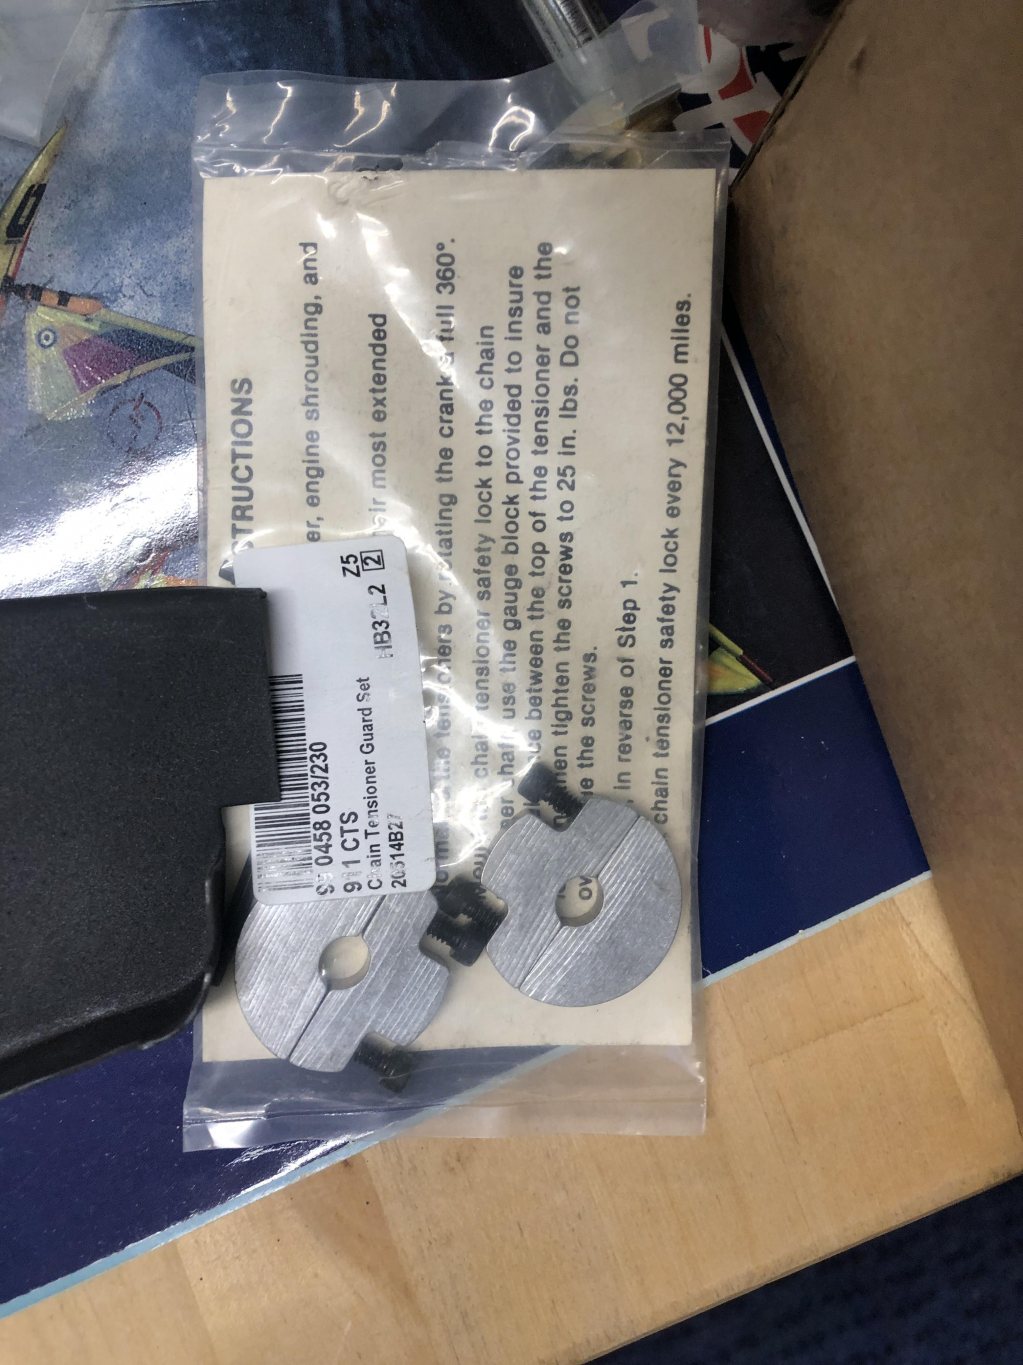 STRUCTIONS
er, engine shrouding, and
most extended
the tensioners by rotating the crank a full 360°.
tensioner safety lock to the chain
use the gauge block provided to insure
between the top of the tensioner and the
tighten the screws to 25 in. lbs. Do not
the screws.
in reverse of Step 1.
chain tensioner safety lock every 12,000 miles.
ov
Z5
2
0458 053/230
911 CTS
Chain Tensioner Guard Set